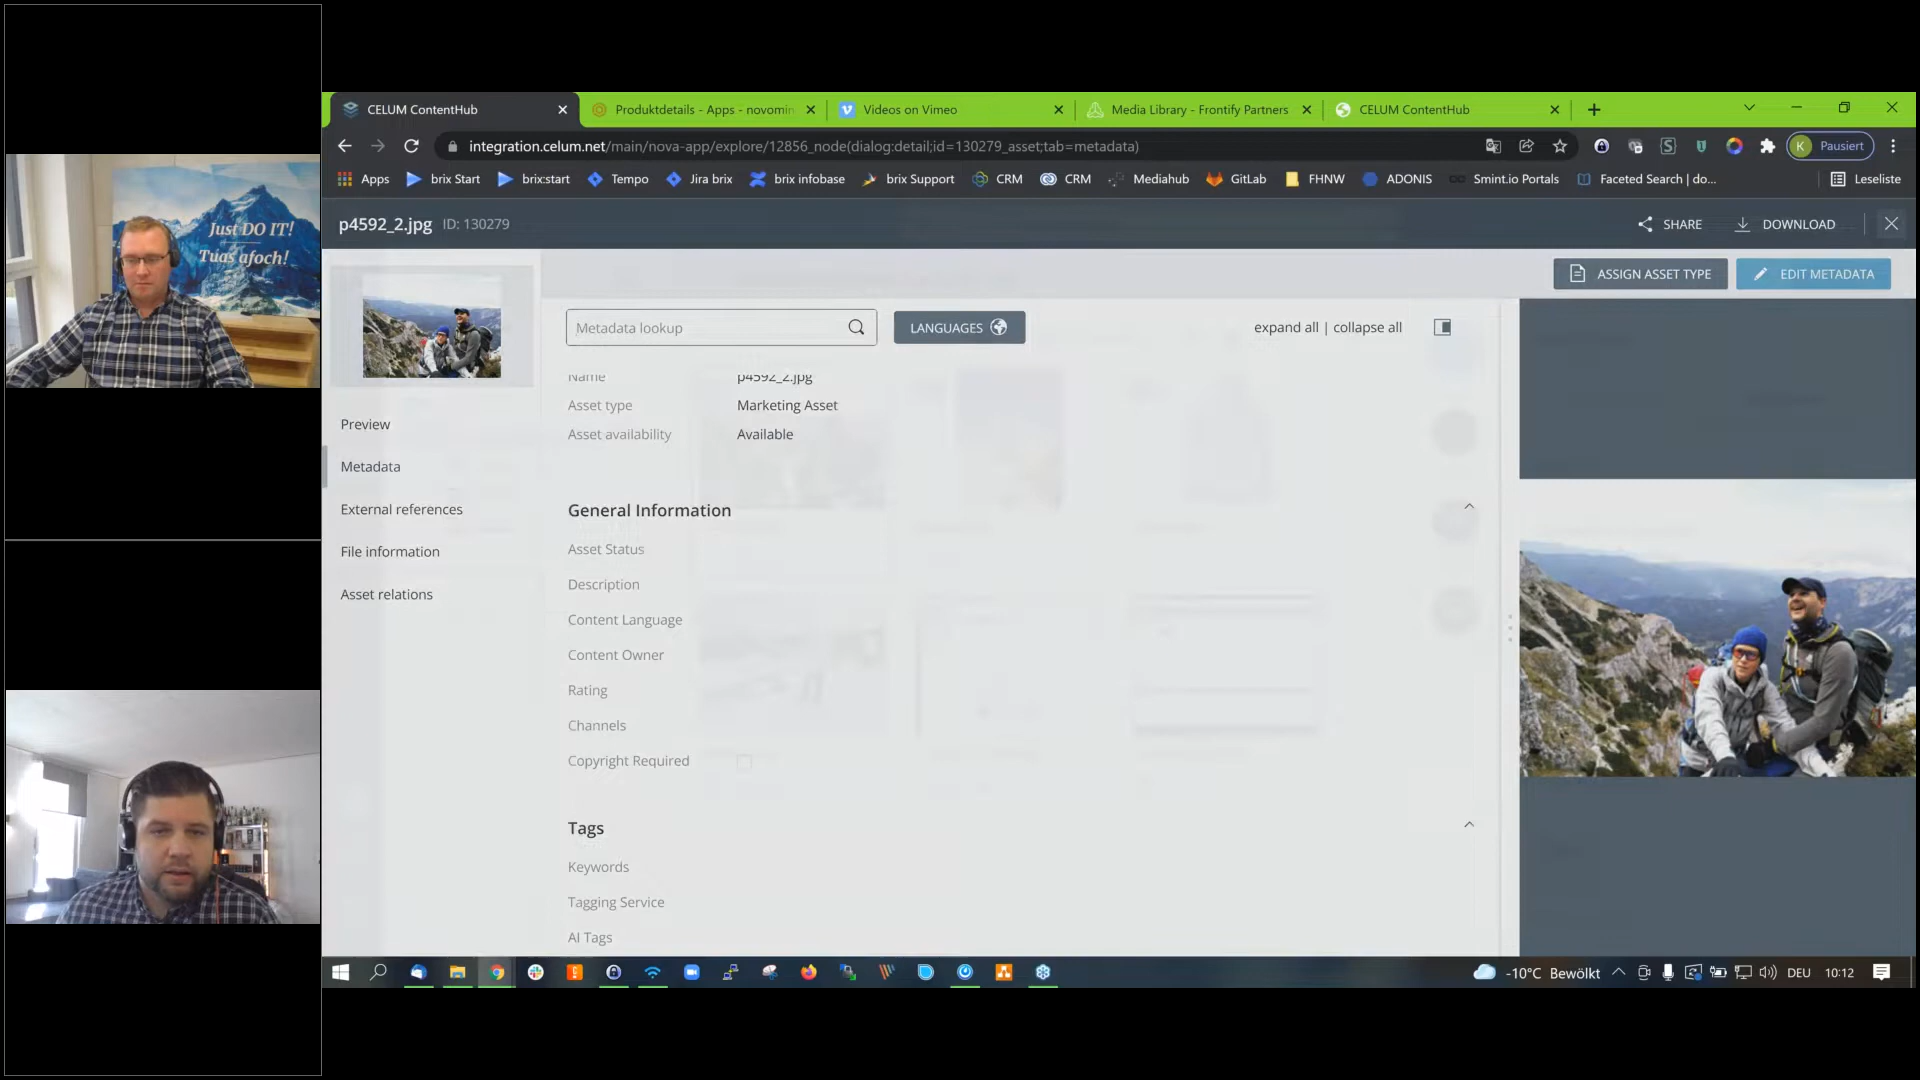 Just DO IT!
Tuas afoch!
CELUM ContentHub
Produktdetails - Apps - novomin
Videos on Vimeo
Media Library - Frontify Partners
CELUM ContentHub
integration.celum.net/main/nova-app/explore/12856_node(dialog:detail;id=130279_asset;tab=metadata)
K Pausiert
Apps
brix Start
brix:start
Tempo
Jira brix
brix infobase
brix Support
CRM
CRM
Mediahub
GitLab
FHNW
ADONIS
Smint.io Portals
Faceted Search | do...
Leseliste
p4592_2.jpg ID: 130279
SHARE
DOWNLOAD
ASSIGN ASSET TYPE
EDIT METADATA
Metadata lookup
LANGUAGES
expand all | collapse all
Preview
Metadata
External references
File information
Asset relations
Name p4592_2.jpg
Asset type Marketing Asset
Asset availability Available
General Information
Asset Status
Description
Content Language
Content Owner
Rating
Channels
Copyright Required
Tags
Keywords
Tagging Service
AI Tags
-10°C Bewölkt
DEU
10:12